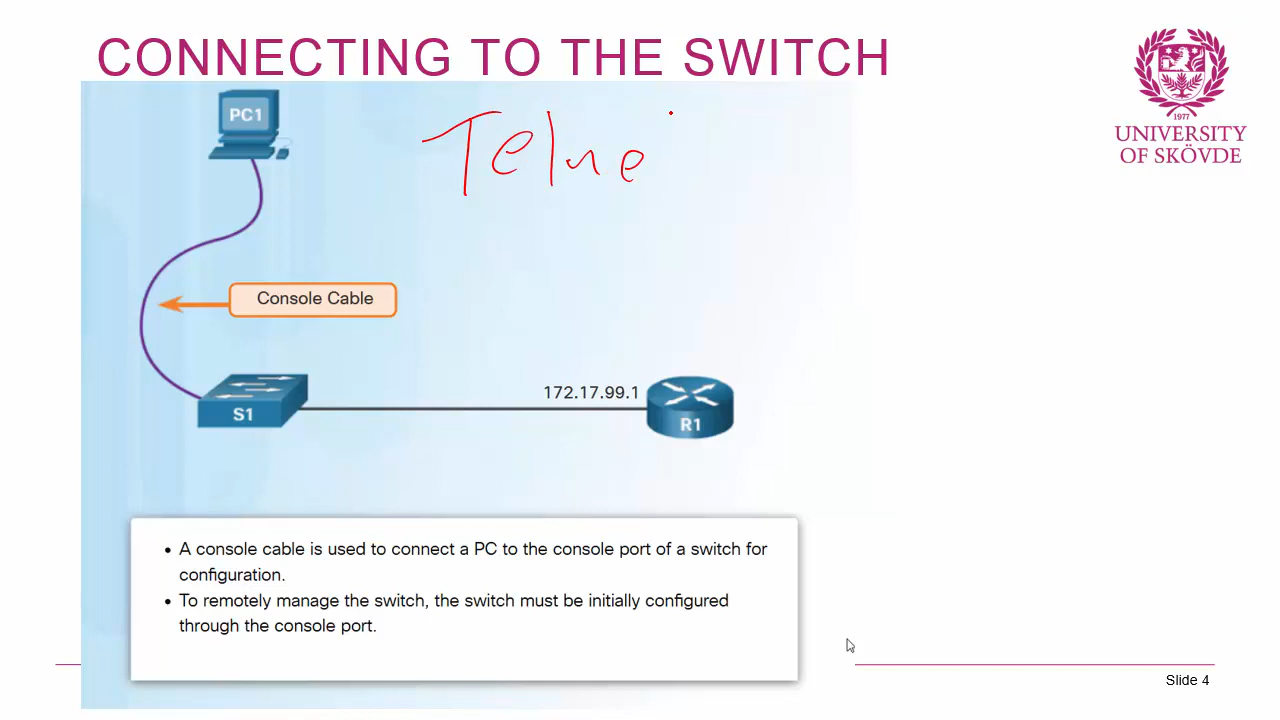 CONNECTING TO THE SWITCH
1977
UNIVERSITY
OF SKÖVDE
PC1
Telne
Console Cable
172.17.99.1
S1
R1
• A console cable is used to connect a PC to the console port of a switch for
configuration.
• To remotely manage the switch, the switch must be initially configured
through the console port.
Slide 4